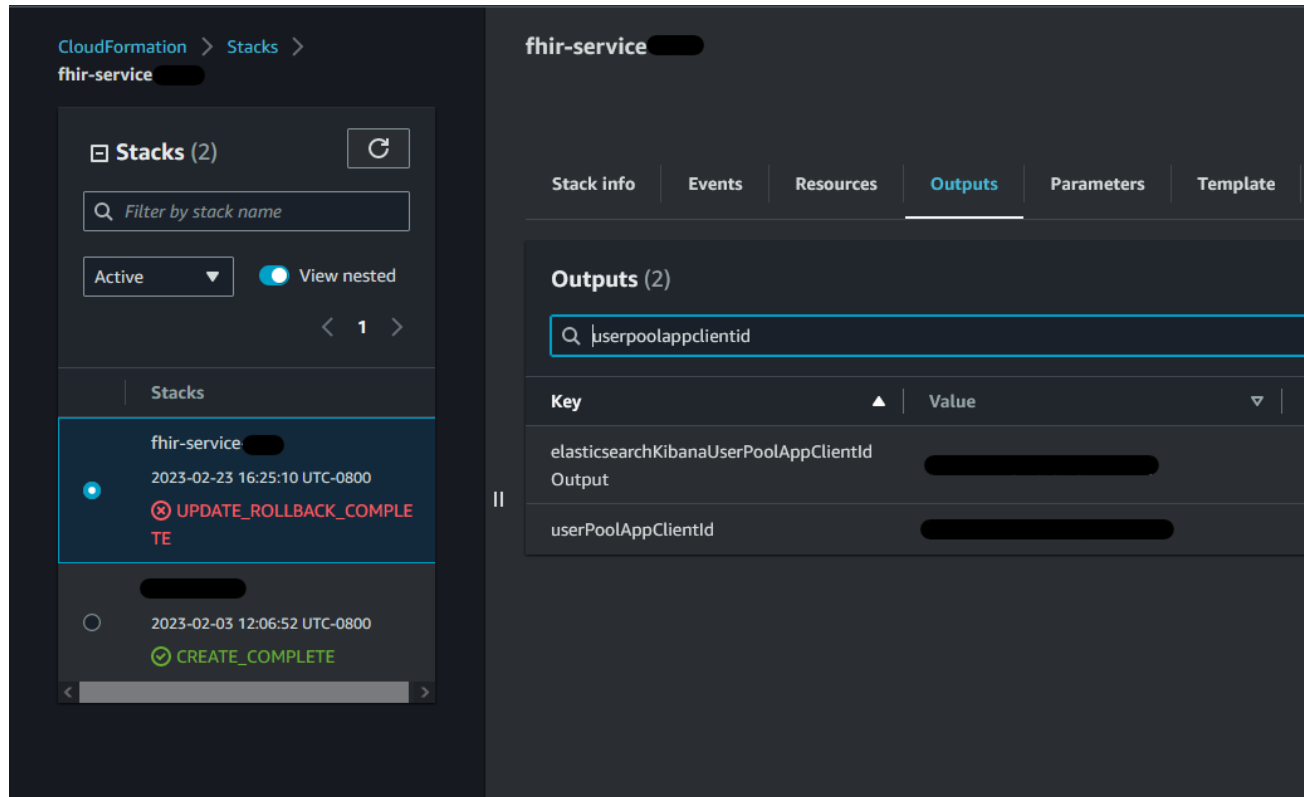 CloudFormation > Stacks >
fhir-service
Stacks (2)
Filter by stack name
Active
View nested
< 1 >
Stacks
fhir-service
2023-02-23 16:25:10 UTC-0800
UPDATE_ROLLBACK_COMPLE
TE
2023-02-03 12:06:52 UTC-0800
CREATE_COMPLETE
fhir-service
Stack info
Events
Resources
Outputs
Parameters
Template
Outputs (2)
userpoolappclientid
Key
Value
elasticsearchKibanaUserPoolAppClientId
Output
userPoolAppClientId